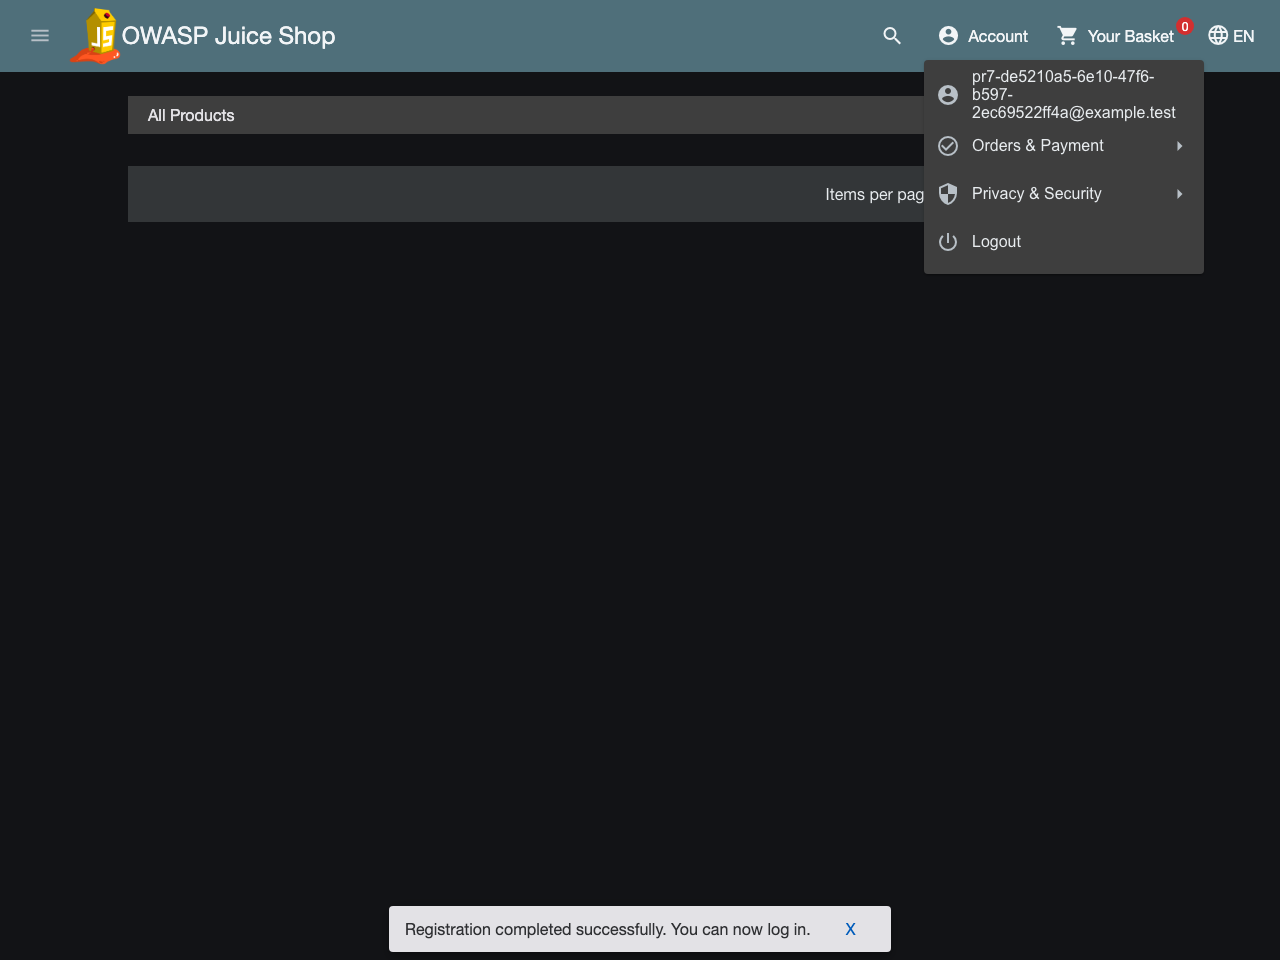 OWASP Juice Shop
Account
Your Basket
0
EN
pr7-de5210a5-6e10-47f6-
b597-
2ec69522ff4a@example.test
Orders & Payment
Privacy & Security
Logout
All Products
Items per pag
Registration completed successfully. You can now log in.
X